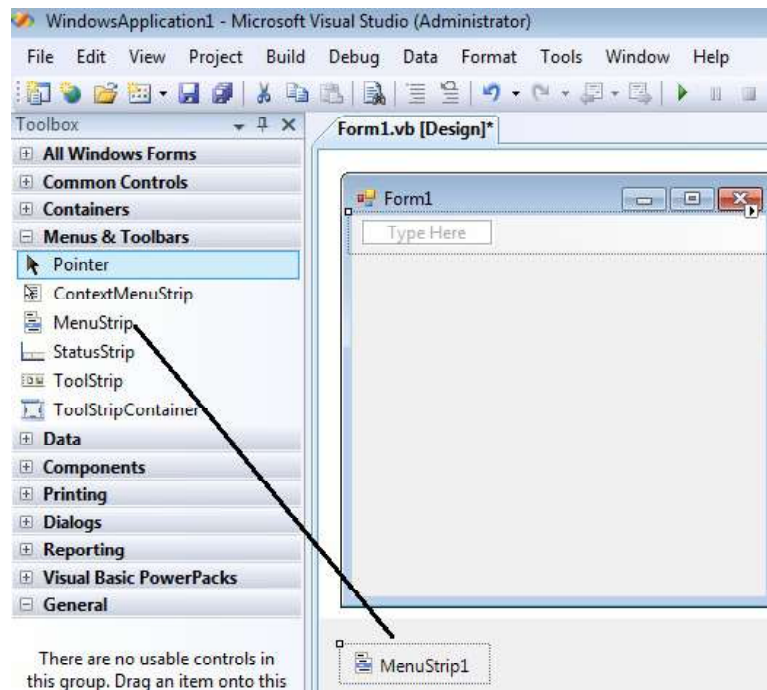 WindowsApplication1 - Microsoft Visual Studio (Administrator)
File Edit View Project Build Debug Data Format Tools Window Help
Toolbox
Form1.vb [Design]*
All Windows Forms
Common Controls
Containers
Menus & Toolbars
Pointer
ContextMenuStrip
MenuStrip
StatusStrip
ToolStrip
ToolStripContainer
Data
Components
Printing
Dialogs
Reporting
Visual Basic PowerPacks
General
There are no usable controls in
this group. Drag an item onto this
Form1
Type Here
MenuStrip1